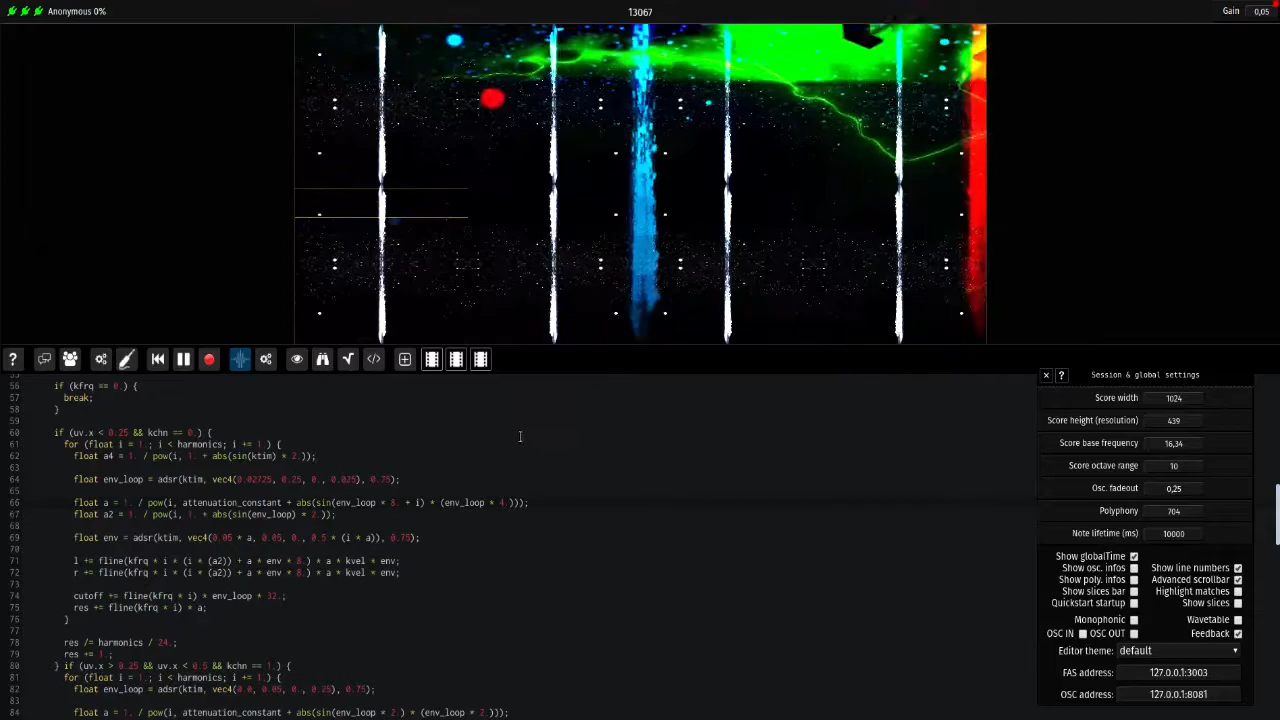 Anonymous 0%
13067
Gain 0,05
Session & global settings
Score width 1024
Score height (resolution) 439
Score base frequency 16,34
Score octave range 10
Osc. fadeout 0,25
Polyphony 704
Note lifetime (ms) 10000
Show globalTime
Show osc. infos Show line numbers
Show poly. infos Advanced scrollbar
Show slices bar Highlight matches
Quickstart startup Show slices
Monophonic Wavetable
OSC IN OSC OUT Feedback
Editor theme: default
FAS address: 127.0.0.1:3003
OSC address: 127.0.0.1:8081
56 if (kfrq == 0.) {
57 break;
58 }
59
60 if (uv.x < 0.25 && kchn == 0.) {
61 for (float i = 1.; i < harmonics; i += 1.) {
62 float a4 = 1. / pow(i, 1. + abs(sin(ktim) * 2.));
63
64 float env_loop = adsr(ktim, vec4(0.02725, 0.25, 0., 0.025), 0.75);
65
66 float a = 1. / pow(i, attenuation_constant + abs(sin(env_loop * 8. + i) * (env_loop * 4.)));
67 float a2 = 1. / pow(i, 1. + abs(sin(env_loop) * 2.));
68
69 float env = adsr(ktim, vec4(0.05 * a, 0.05, 0., 0.5 * (i * a)), 0.75);
70
71 l += fline(kfrq * i * (i * (a2) + a * env * 8.) * a * kvel * env);
72 r += fline(kfrq * i * (i * (a2) + a * env * 8.) * a * kvel * env);
73
74 cutoff += fline(kfrq * i) * env_loop * 32.;
75 res += fline(kfrq * i) * a;
76 }
77
78 res /= harmonics / 24.;
79 res += 1.;
80 } if (uv.x > 0.25 && uv.x < 0.5 && kchn == 1.) {
81 for (float i = 1.; i < harmonics; i += 1.) {
82 float env_loop = adsr(ktim, vec4(0.0, 0.05, 0., 0.25), 0.75);
83
84 float a = 1. / pow(i, attenuation_constant + abs(sin(env_loop * 2.) * (env_loop * 2.)));